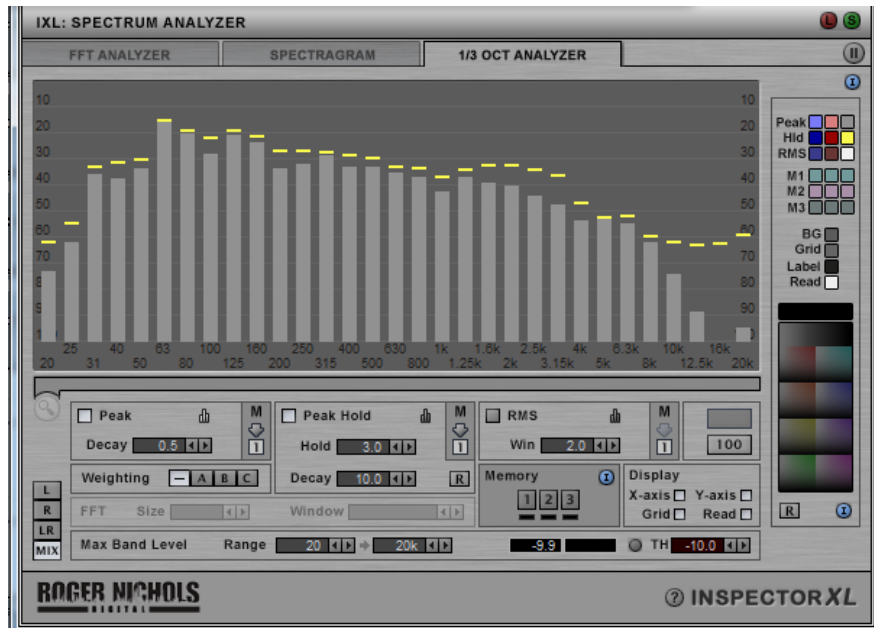 IXL: SPECTRUM ANALYZER L S
FFT ANALYZER SPECTRAGRAM 1/3 OCT ANALYZER
10 10
20 20
30 30
40 40
50 50
60 60
70 70
80
90
25 40 63 100 160 250 400 630 1k 1.6k 2.5k 4k 6.3k 10k 16k
20 31 50 80 125 200 315 500 800 1.25k 2k 3.15k 5k 8k 12.5k 20k
Peak
Hld
RMS
M1
M2
M3
BG
Grid
Label
Read
Peak M Peak Hold M RMS M
Decay 0.5 1 Hold 3.0 1 Win 2.0 1 100
Weighting — A B C Decay 10.0 R Memory Display
L X-axis Y-axis
R FFT Size Window 1 2 3 Grid Read R
LR
MIX Max Band Level Range 20 20k -9.9 TH -10.0
ROGER NICHOLS
DIGITAL
? INSPECTOR XL